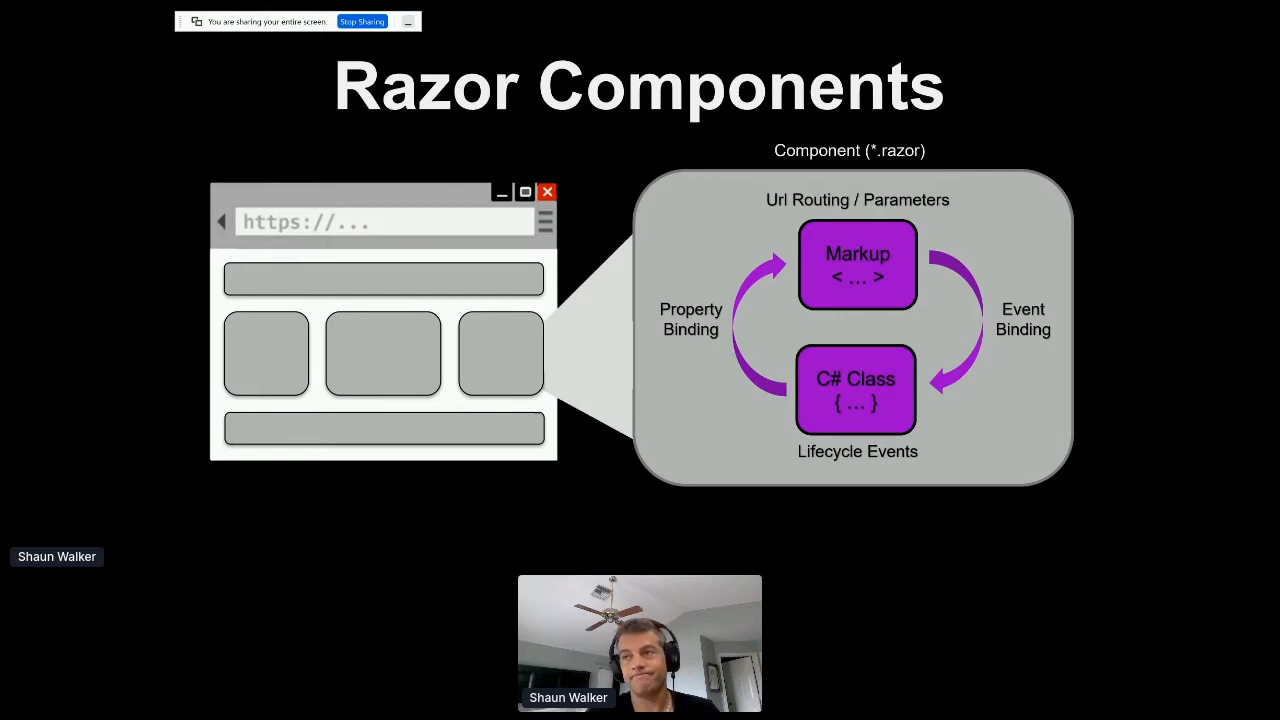 You are sharing your entire screen.
Stop Sharing
Razor Components
Component (*.razor)
https://...
Url Routing / Parameters
Markup
< ... >
Property
Binding
Event
Binding
C# Class
{ ... }
Lifecycle Events
Shaun Walker
Shaun Walker